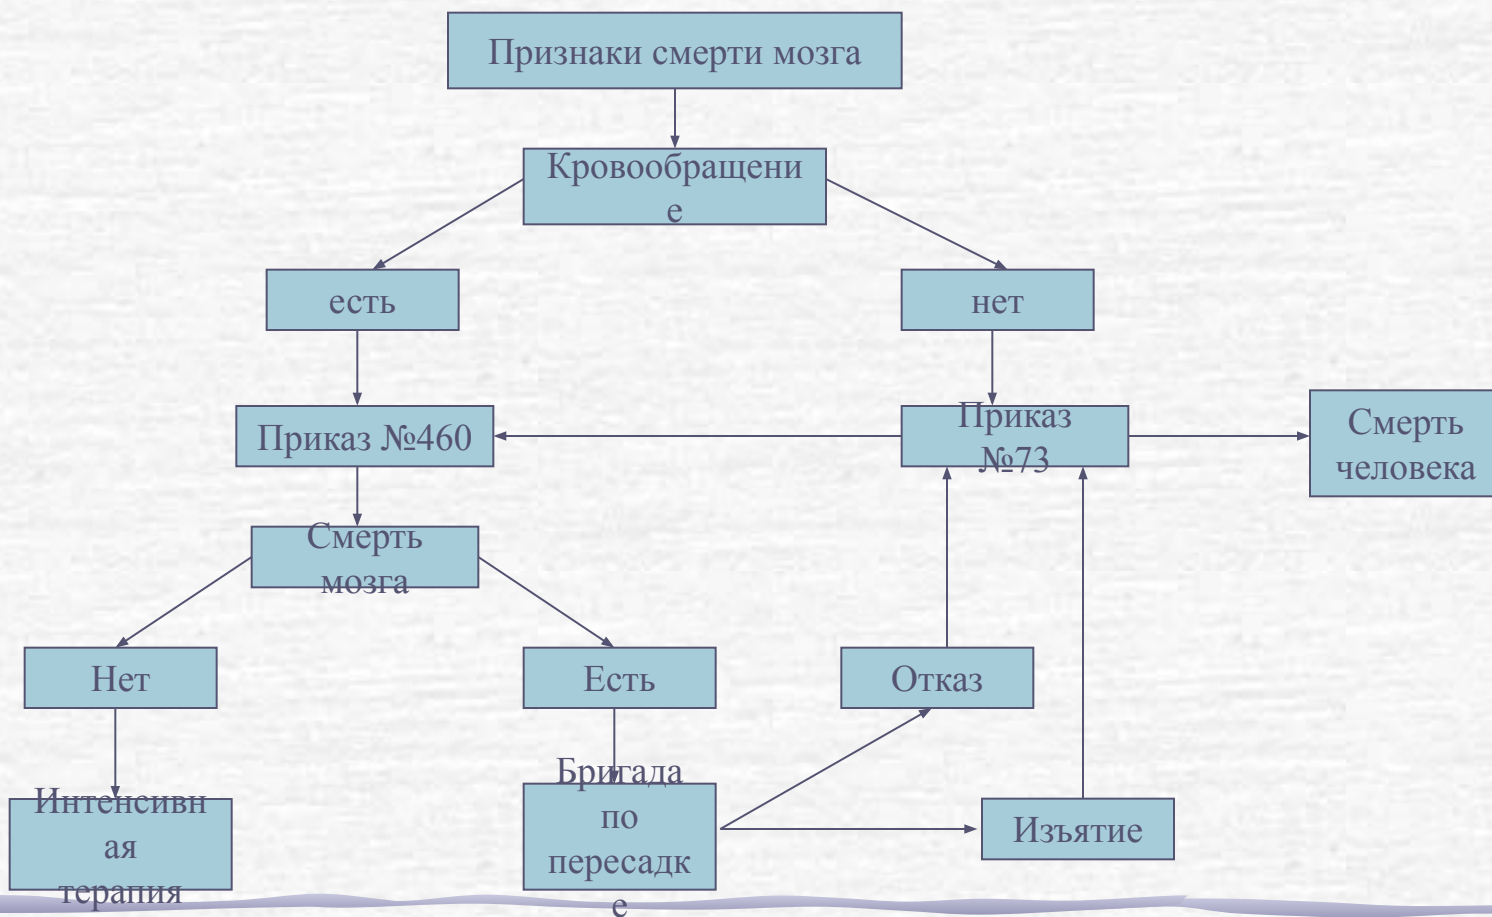 Признаки смерти мозга
Кровообращени
е
есть
нет
Приказ №460
Приказ
№73
Смерть
человека
Смерть
мозга
Нет
Есть
Отказ
Интенсивн
ая
терапия
Бригада
по
пересадк
е
Изъятие